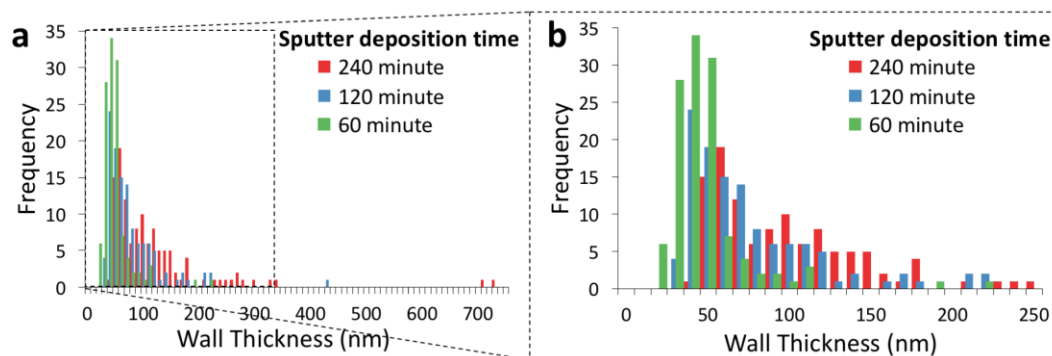 a
Sputter deposition time
240 minute
120 minute
60 minute
Frequency
35
30
25
20
15
10
5
0
0 100 200 300 400 500 600 700
Wall Thickness (nm)
b
Sputter deposition time
240 minute
120 minute
60 minute
Frequency
35
30
25
20
15
10
5
0
0 50 100 150 200 250
Wall Thickness (nm)